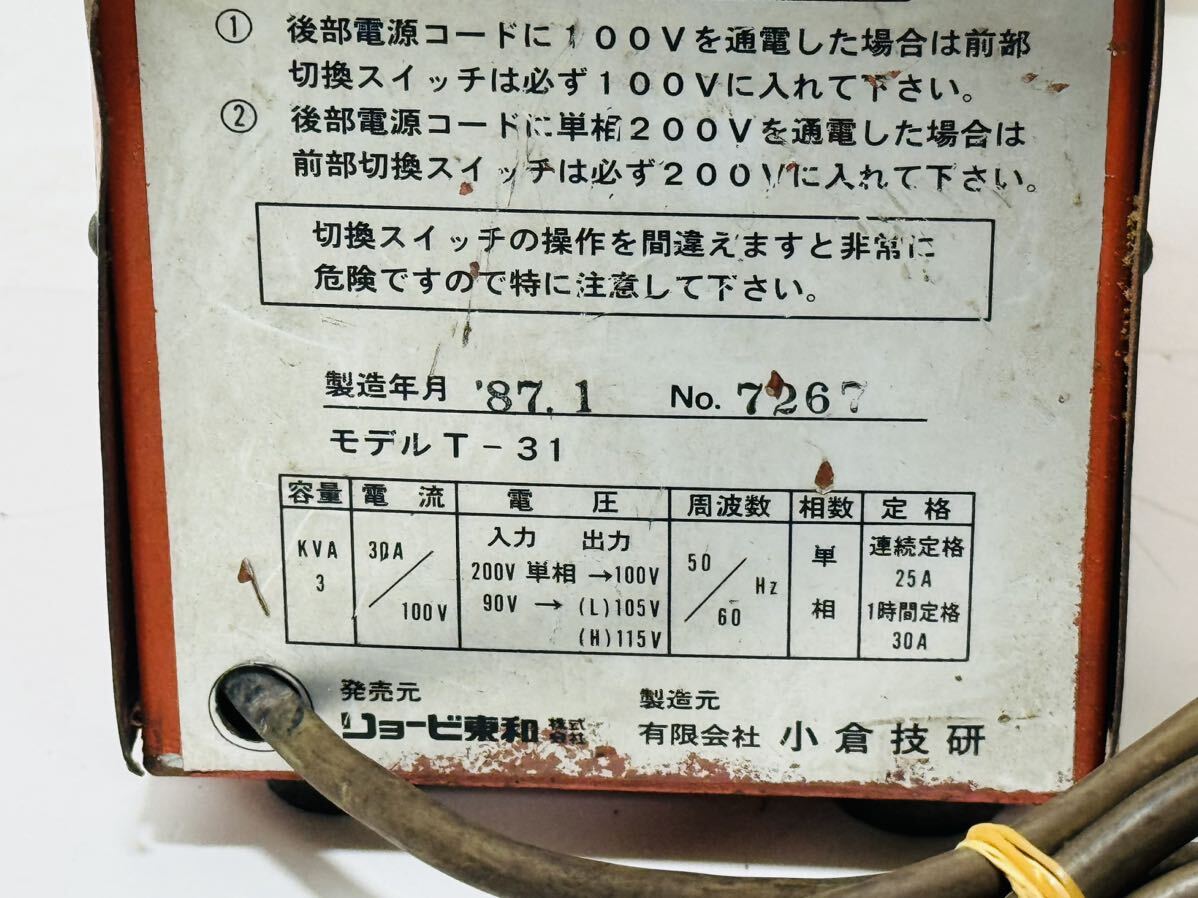 ① 後部電源コードに１００Ｖを通電した場合は前部
切換スイッチは必ず１００Ｖに入れて下さい。
② 後部電源コードに単相２００Ｖを通電した場合は
前部切換スイッチは必ず２００Ｖに入れて下さい。
切換スイッチの操作を間違えますと非常に
危険ですので特に注意して下さい。
製造年月 '87.1 No. 7267
モデル T-31
容量 電流 電圧 周波数 相数 定格
KVA 3
30A/100V
入力 出力
200V 単相 →100V
90V → (L)105V
(H)115V
50/60 Hz
単相
連続定格
25A
1時間定格
30A
発売元
リョービ東和株式会社
製造元
有限会社 小倉技研